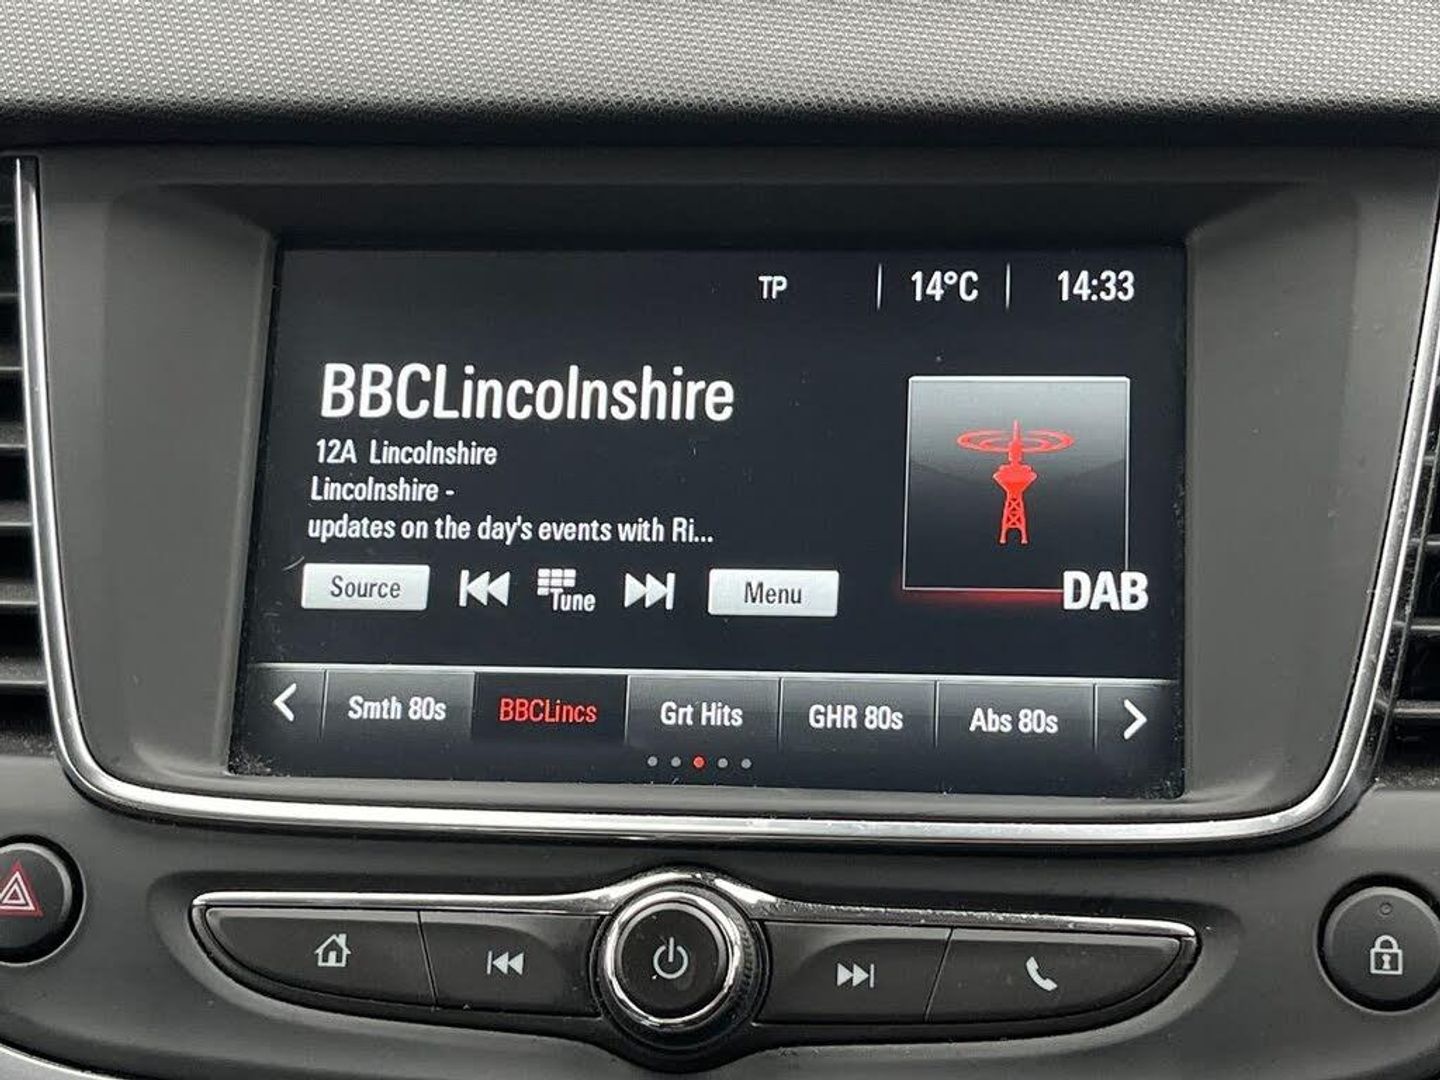 TP 14°C 14:33
BBCLincolnshire
12A Lincolnshire
Lincolnshire -
updates on the day's events with Ri...
Source Tune Menu
DAB
Smth 80s BBCLincs Grt Hits GHR 80s Abs 80s